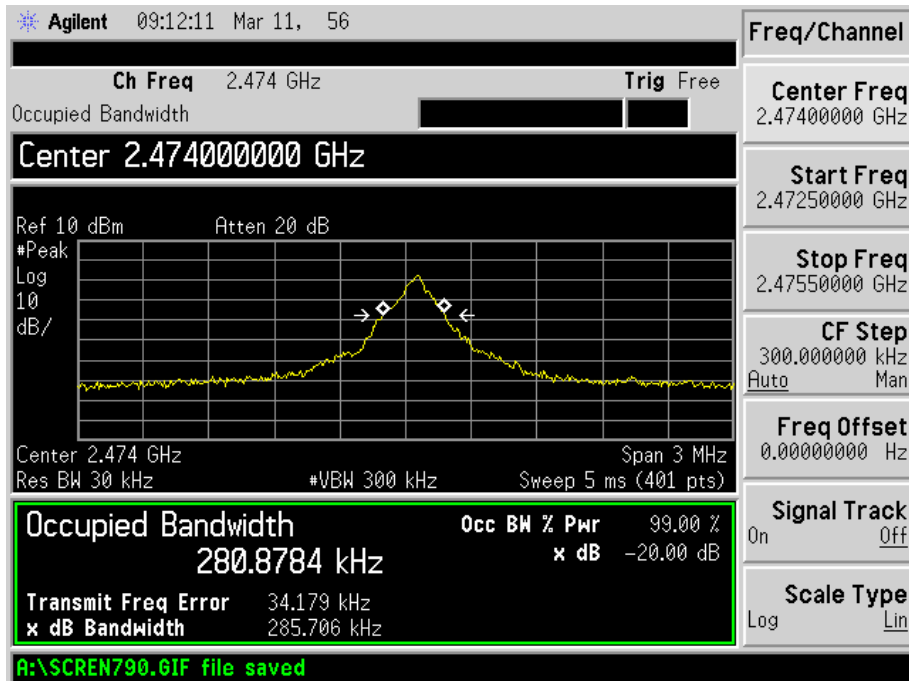 Agilent 09:12:11 Mar 11, 56
Ch Freq 2.474 GHz Trig Free
Occupied Bandwidth
Center 2.474000000 GHz
Ref 10 dBm Atten 20 dB
#Peak
Log
10
dB/
Center 2.474 GHz Span 3 MHz
Res BW 30 kHz #VBW 300 kHz Sweep 5 ms (401 pts)
Occupied Bandwidth Occ BW % Pwr 99.00 %
280.8784 kHz x dB -20.00 dB
Transmit Freq Error 34.179 kHz
x dB Bandwidth 285.706 kHz
A:\SCREN790.GIF file saved
Freq/Channel
Center Freq
2.47400000 GHz
Start Freq
2.47250000 GHz
Stop Freq
2.47550000 GHz
CF Step
300.000000 kHz
Auto Man
Freq Offset
0.00000000 Hz
Signal Track
On Off
Scale Type
Log Lin